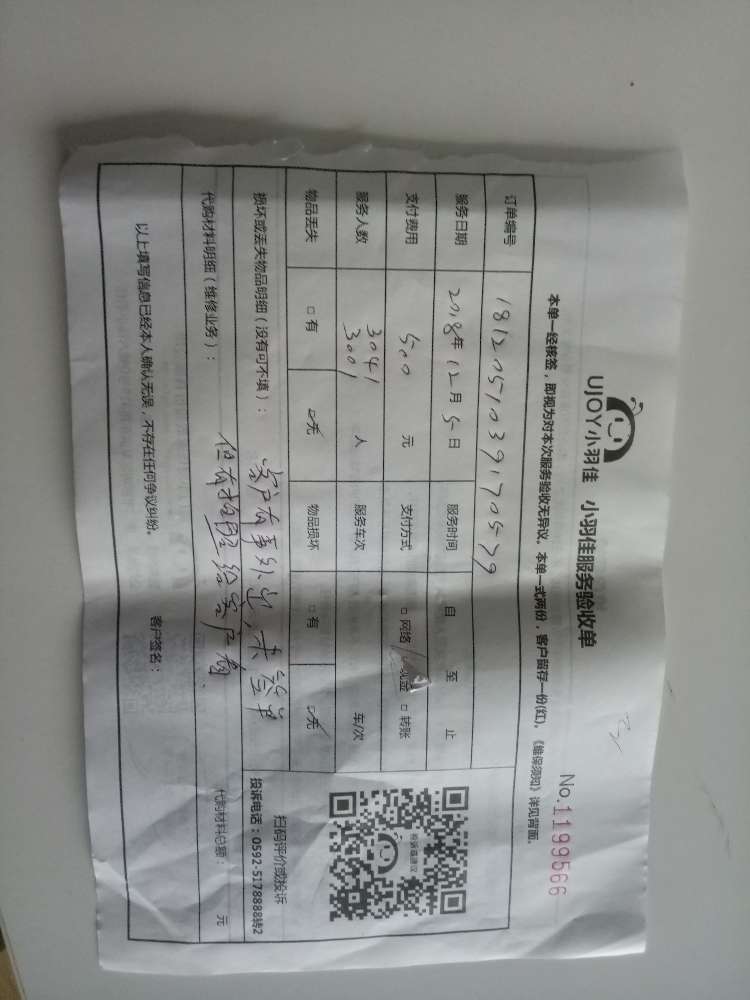 UJOY小羽佳 小羽佳服务验收单
No.1199566
本单一经核签，即视为对本次服务验收无异议。本单一式两份，客户留存一份(红)。《维保须知》详见背面。
订单编号 1812051039170579
服务日期 2018年12月5日 服务时间 自 至 止
支付费用 500 元 支付方式 □ 网络 现金 □ 转账
服务人数 3041 3001 人 服务车次 车/次
物品丢失 □ 有 ☑无 物品损坏 □ 有 ☑无
损坏或丢失物品明细（没有可不填）： 客户有事外出，未签单
但有拍照给客户看.
代购材料明细（维修业务）：
代购材料总额： 元
以上填写信息已经本人确认无误，不存在任何争议纠纷。
客户签名：
投诉或建议
扫码评价或投诉
投诉电话：0592-5178888转2